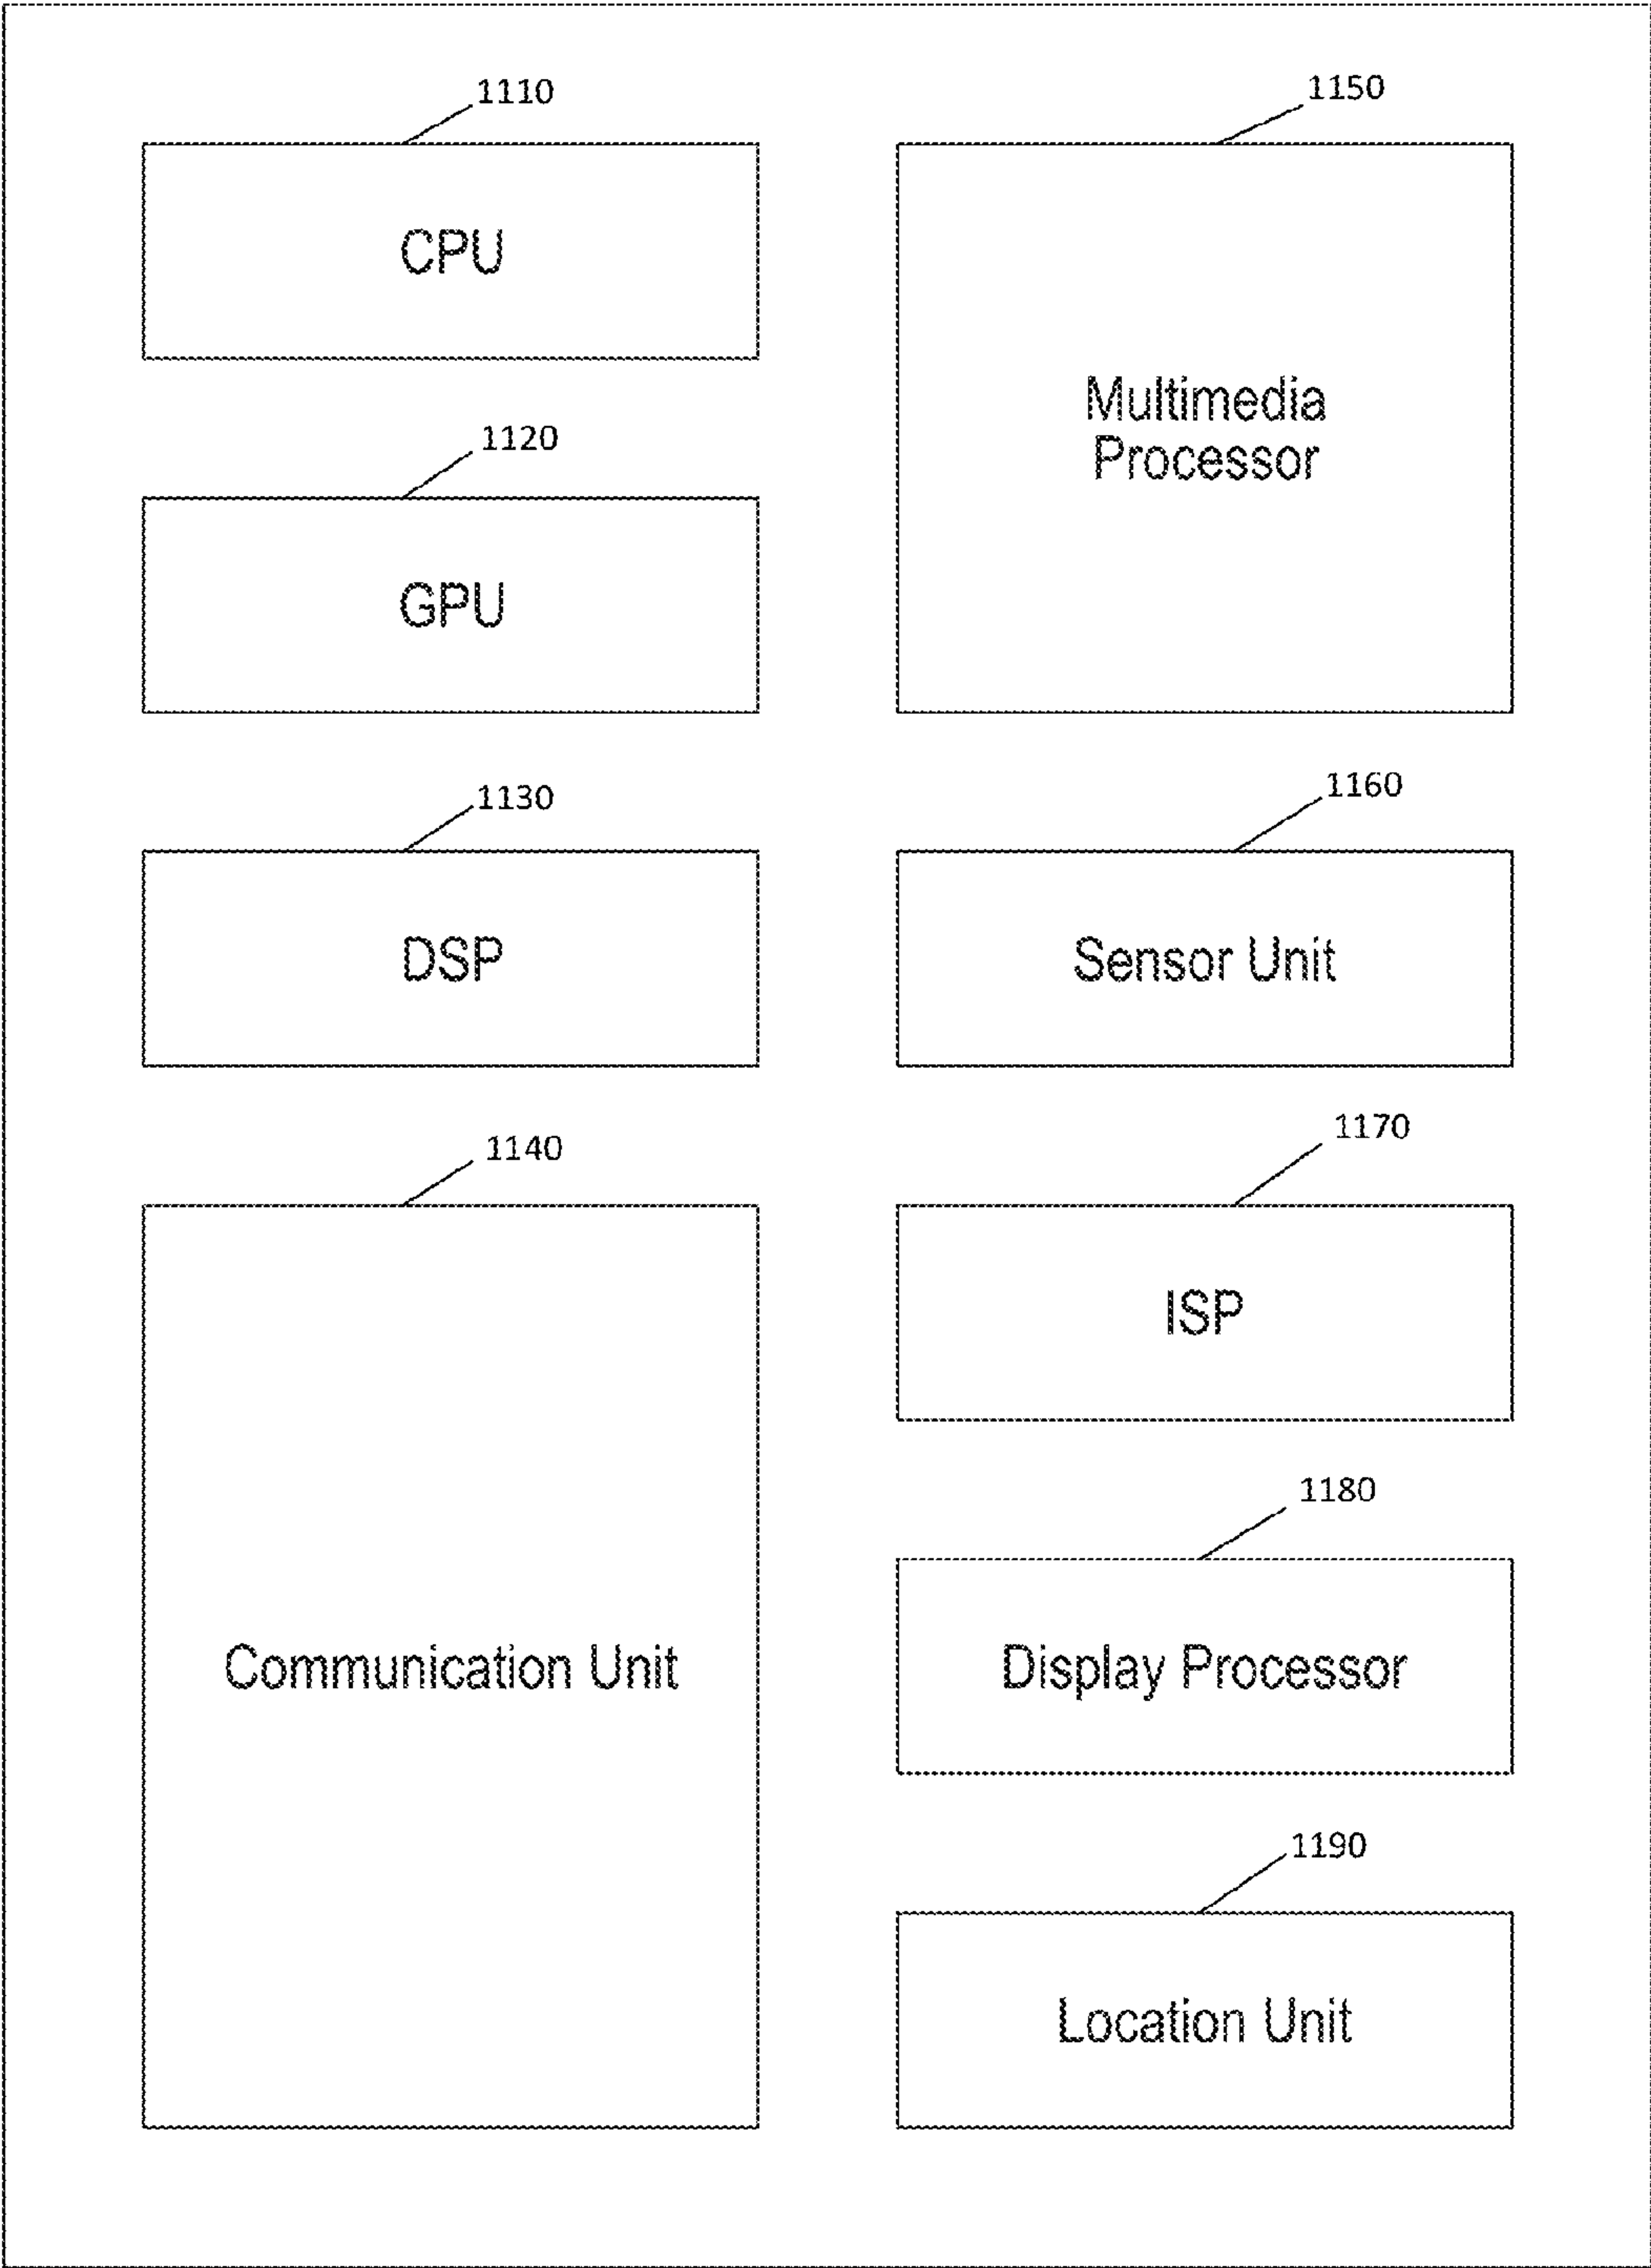 1110
CPU
1120
GPU
1130
DSP
1140
Communication Unit
1150
Multimedia
Processor
1160
Sensor Unit
1170
ISP
1180
Display Processor
1190
Location Unit